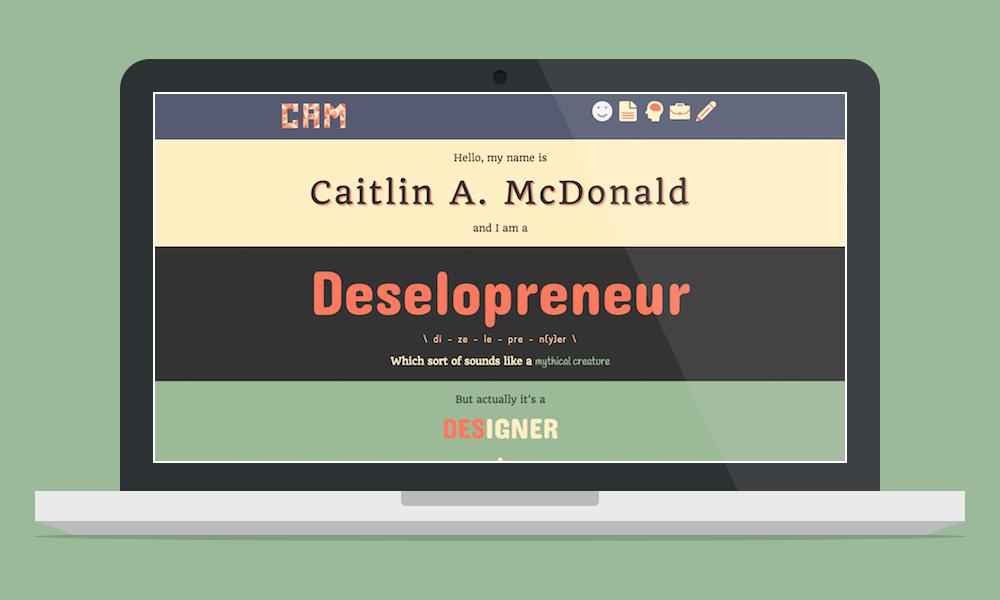 CAM
Hello, my name is
Caitlin A. McDonald
and I am a
Deselopreneur
\ di - ze - le - pre - n(y)er \
Which sort of sounds like a mythical creature
But actually it's a
DESIGNER